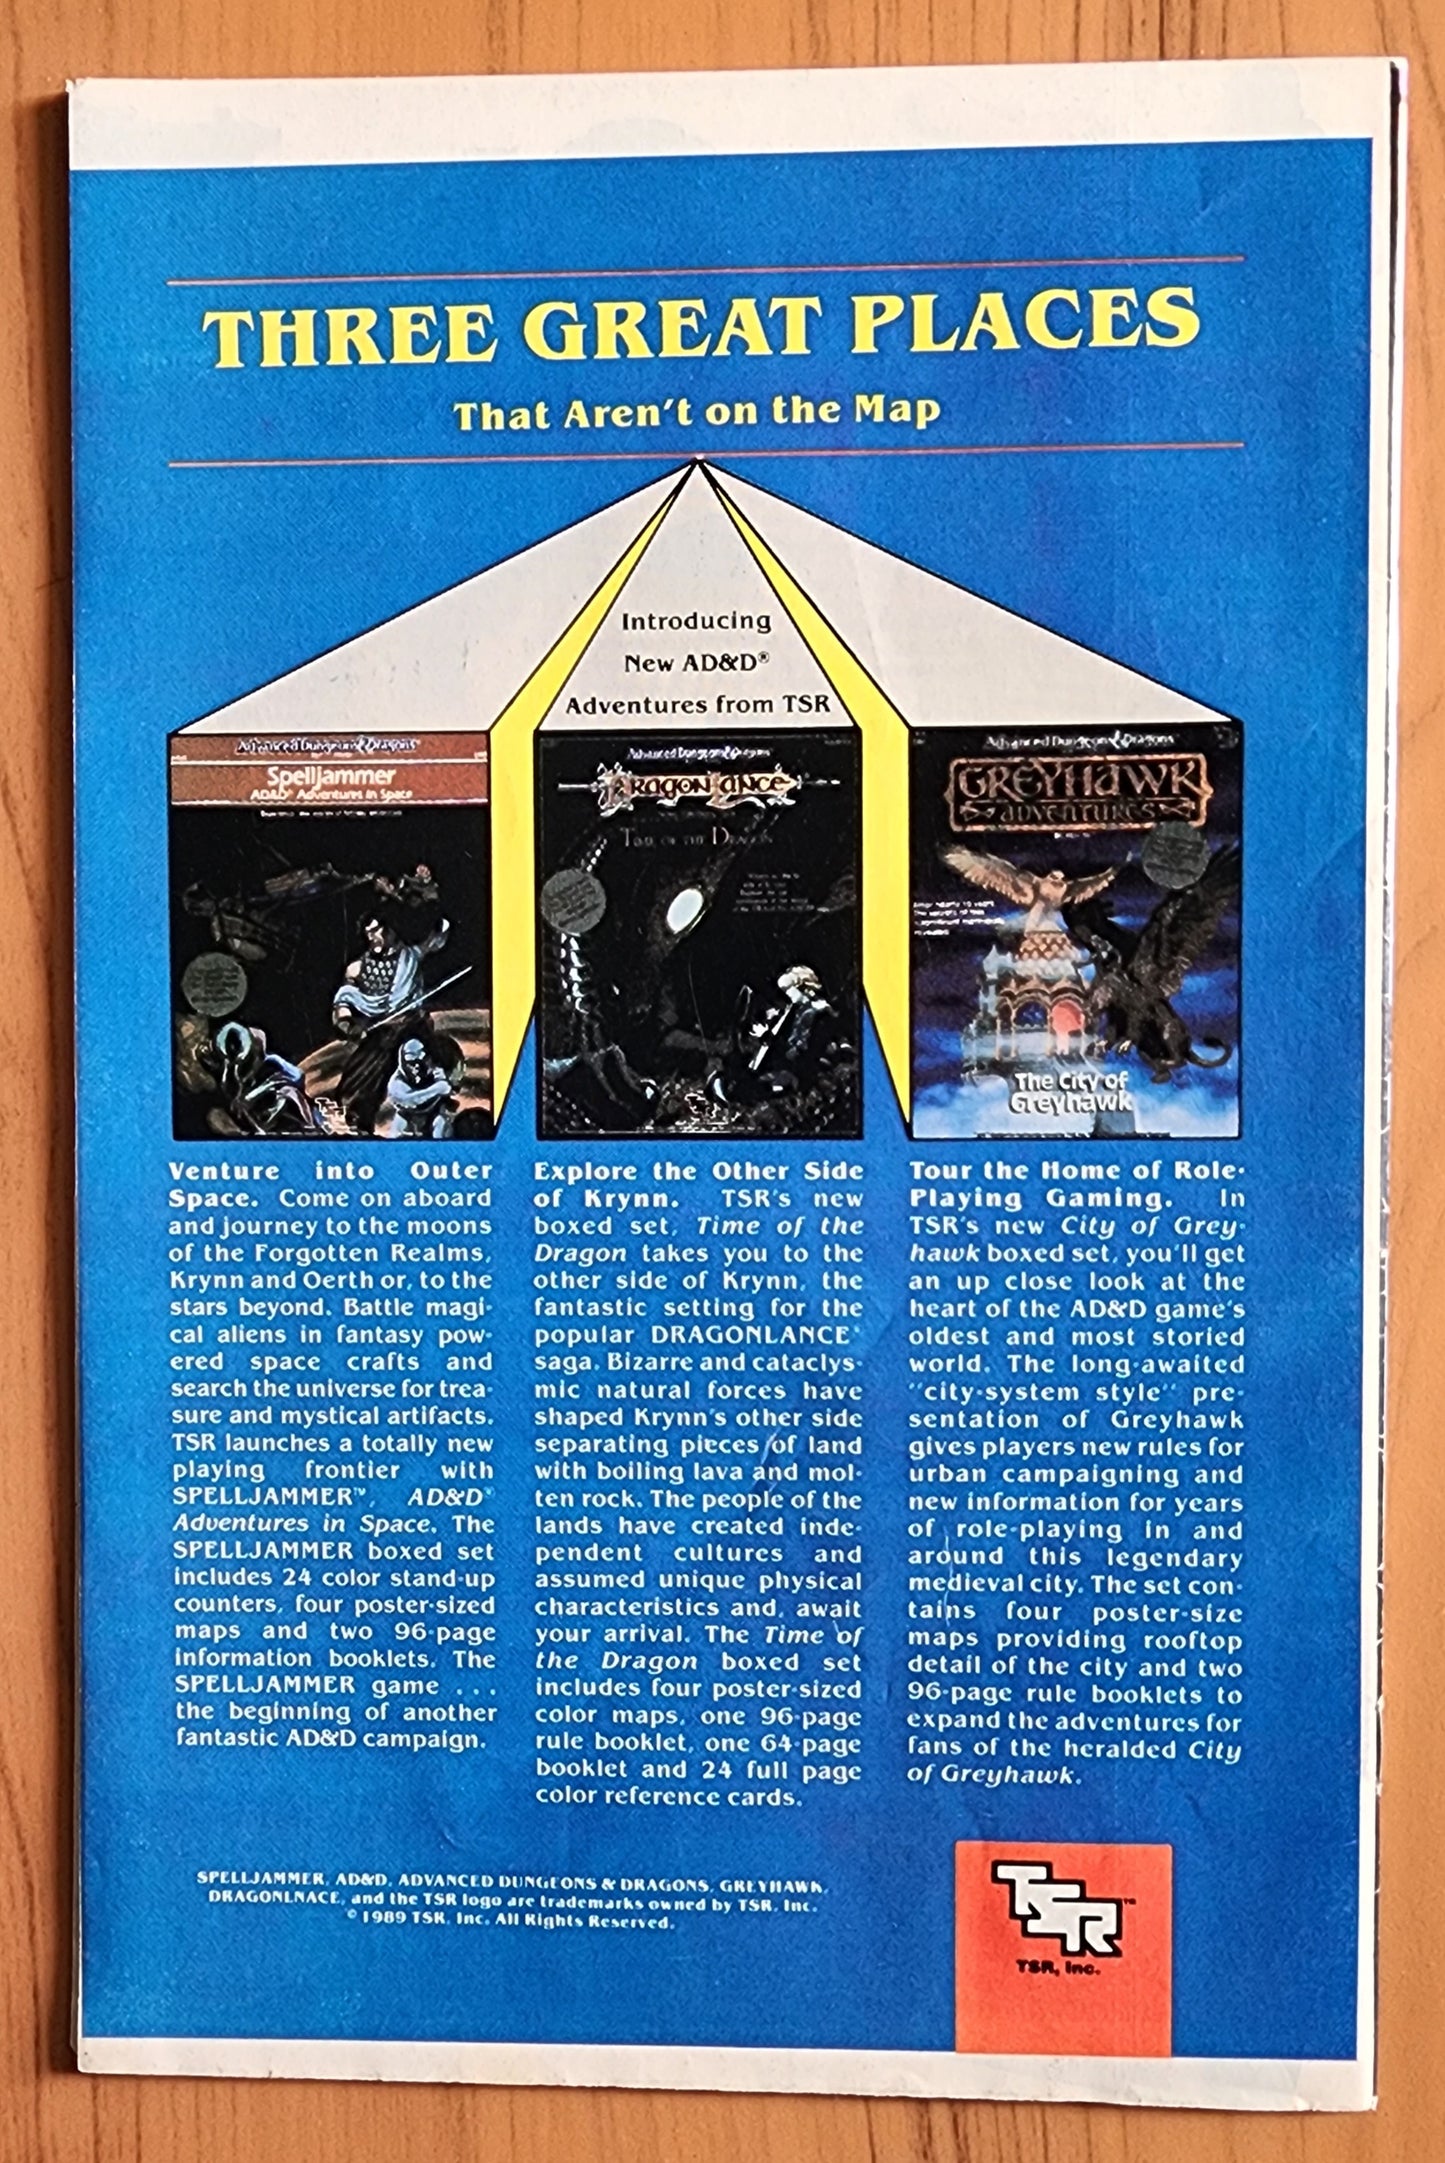 THREE GREAT PLACES
That Aren't on the Map
Introducing
New AD&D®
Adventures from TSR
Advanced Dungeons & Dragons®
Spelljammer
AD&D® Adventures in Space
Advanced Dungeons & Dragons
DRAGONLANCE
Time of the Dragon
Advanced Dungeons & Dragons
GREYHAWK
ADVENTURES
The City of
Greyhawk
Venture into Outer
Space. Come on aboard
and journey to the moons
of the Forgotten Realms,
Krynn and Oerth or, to the
stars beyond. Battle magi-
cal aliens in fantasy pow-
ered space crafts and
search the universe for trea-
sure and mystical artifacts.
TSR launches a totally new
playing frontier with
SPELLJAMMER™, AD&D®
Adventures in Space. The
SPELLJAMMER boxed set
includes 24 color stand-up
counters, four poster-sized
maps and two 96-page
information booklets. The
SPELLJAMMER game . . .
the beginning of another
fantastic AD&D campaign.
Explore the Other Side
of Krynn. TSR's new
boxed set, Time of the
Dragon takes you to the
other side of Krynn, the
fantastic setting for the
popular DRAGONLANCE®
saga. Bizarre and cataclys-
mic natural forces have
shaped Krynn's other side
separating pieces of land
with boiling lava and mol-
ten rock. The people of the
lands have created inde-
pendent cultures and
assumed unique physical
characteristics and, await
your arrival. The Time of
the Dragon boxed set
includes four poster-sized
color maps, one 96-page
rule booklet, one 64-page
booklet and 24 full page
color reference cards.
Tour the Home of Role-
Playing Gaming. In
TSR's new City of Grey-
hawk boxed set, you'll get
an up close look at the
heart of the AD&D game's
oldest and most storied
world. The long-awaited
"city-system style" pre-
sentation of Greyhawk
gives players new rules for
urban campaigning and
new information for years
of role-playing in and
around this legendary
medieval city. The set con-
tains four poster-size
maps providing rooftop
detail of the city and two
96-page rule booklets to
expand the adventures for
fans of the heralded City
of Greyhawk.
SPELLJAMMER, AD&D, ADVANCED DUNGEONS & DRAGONS, GREYHAWK,
DRAGONLNACE, and the TSR logo are trademarks owned by TSR, Inc.
©1989 TSR, Inc. All Rights Reserved.
TSR™
TSR, Inc.